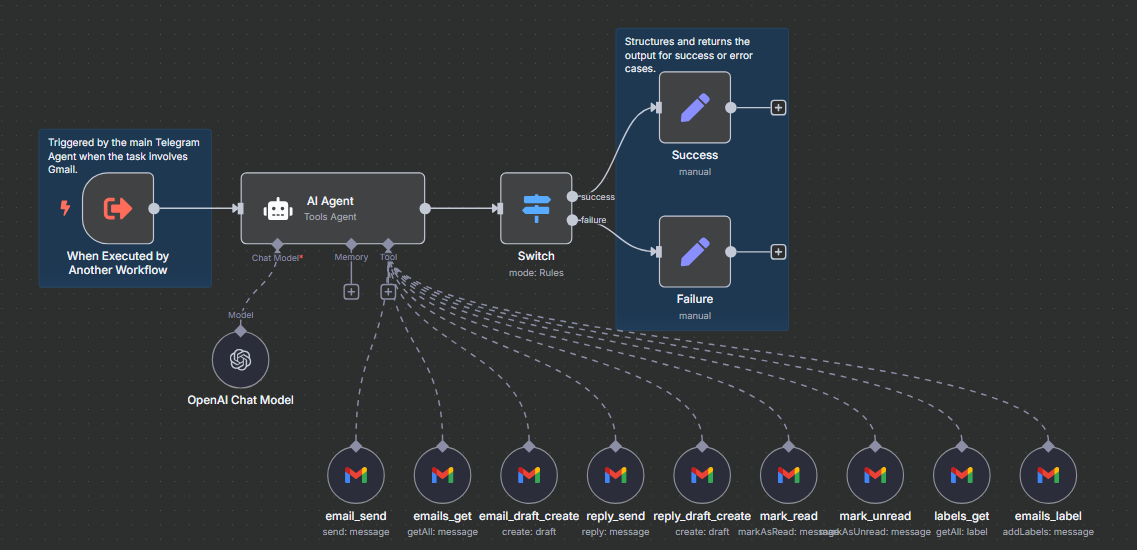 Structures and returns the
output for success or error
cases.
Triggered by the main Telegram
Agent when the task involves
Gmail.
Success
manual
AI Agent
Tools Agent
success
failure
Chat Model*
Memory
Tool
When Executed by
Another Workflow
Switch
mode: Rules
Failure
manual
Model
OpenAI Chat Model
email_send
send: message
emails_get
getAll: message
email_draft_create
create: draft
reply_send
reply: message
reply_draft_create
create: draft
mark_read
markAsRead: message
mark_unread
markAsUnread: message
labels_get
getAll: label
emails_label
addLabels: message